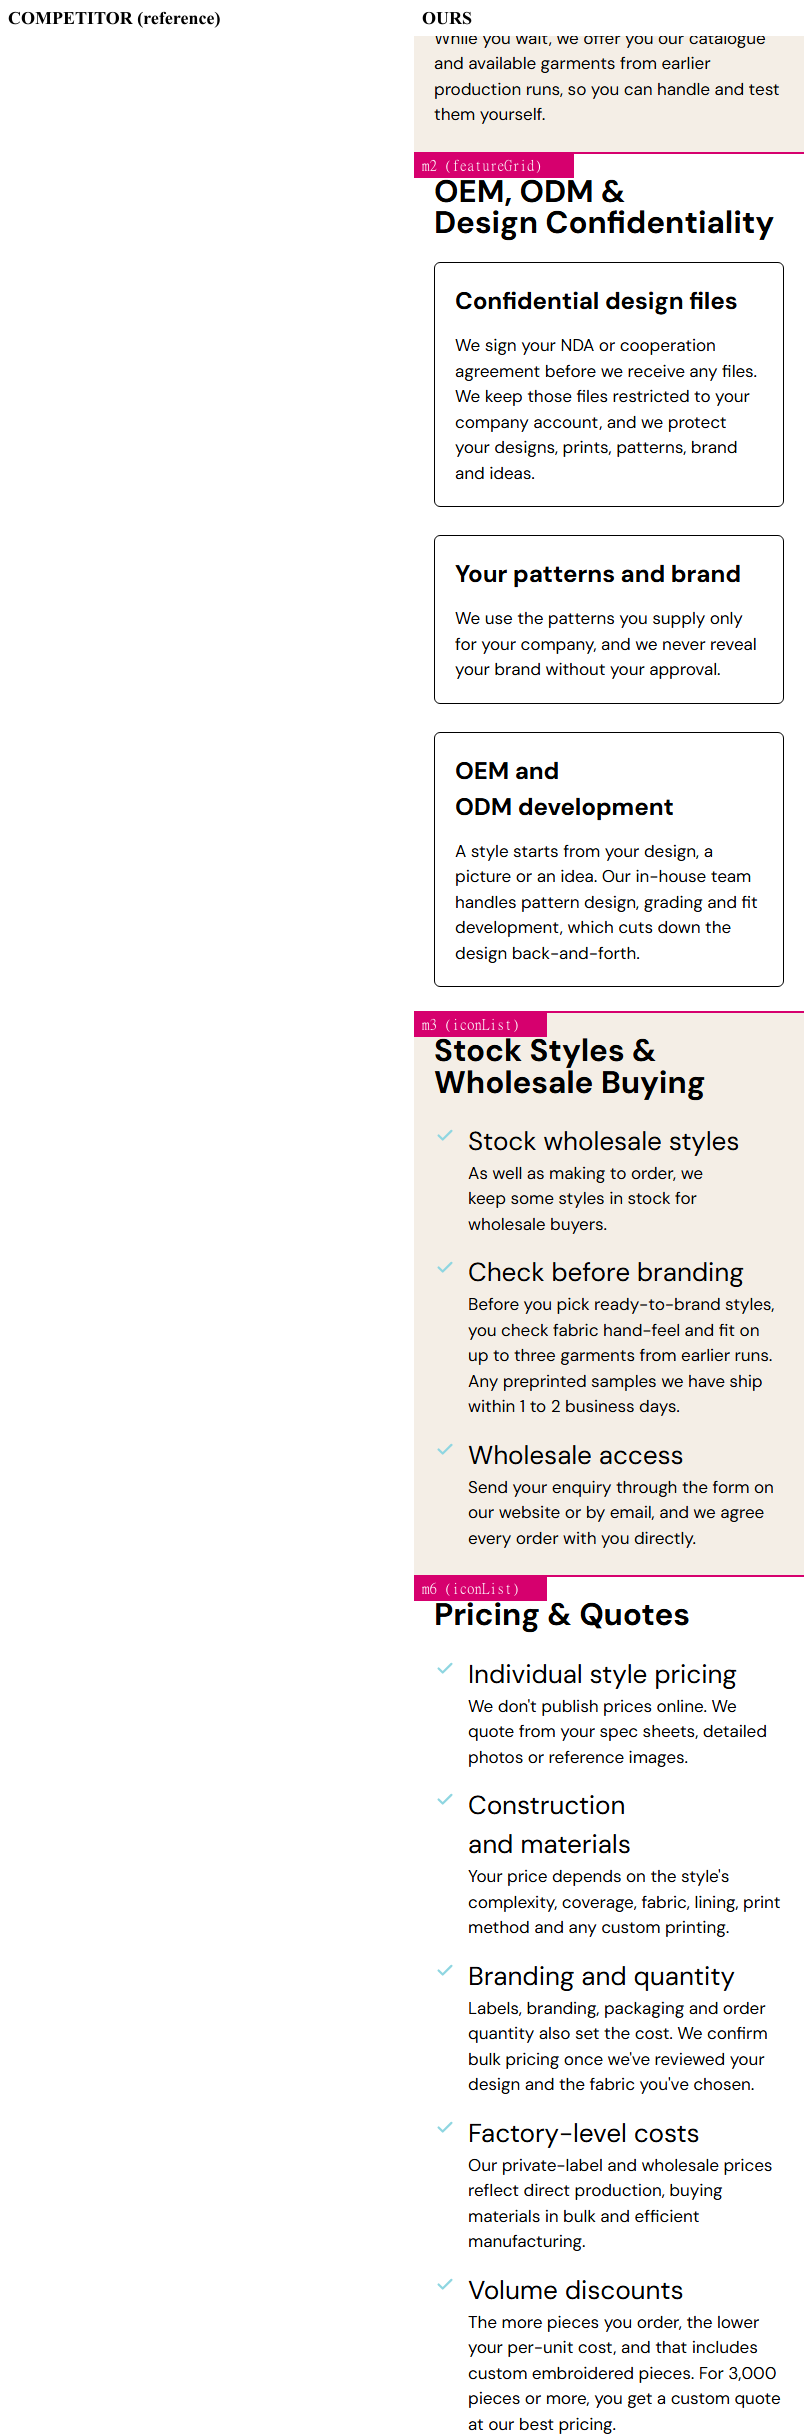 COMPETITOR (reference)
OURS
While you wait, we offer you our catalogue
and available garments from earlier
production runs, so you can handle and test
them yourself.
m2 (featureGrid)
OEM, ODM &
Design Confidentiality
Confidential design files
We sign your NDA or cooperation
agreement before we receive any files.
We keep those files restricted to your
company account, and we protect
your designs, prints, patterns, brand
and ideas.
Your patterns and brand
We use the patterns you supply only
for your company, and we never reveal
your brand without your approval.
OEM and
ODM development
A style starts from your design, a
picture or an idea. Our in-house team
handles pattern design, grading and fit
development, which cuts down the
design back-and-forth.
m3 (iconList)
Stock Styles &
Wholesale Buying
Stock wholesale styles
As well as making to order, we
keep some styles in stock for
wholesale buyers.
Check before branding
Before you pick ready-to-brand styles,
you check fabric hand-feel and fit on
up to three garments from earlier runs.
Any preprinted samples we have ship
within 1 to 2 business days.
Wholesale access
Send your enquiry through the form on
our website or by email, and we agree
every order with you directly.
m6 (iconList)
Pricing & Quotes
Individual style pricing
We don't publish prices online. We
quote from your spec sheets, detailed
photos or reference images.
Construction
and materials
Your price depends on the style's
complexity, coverage, fabric, lining, print
method and any custom printing.
Branding and quantity
Labels, branding, packaging and order
quantity also set the cost. We confirm
bulk pricing once we've reviewed your
design and the fabric you've chosen.
Factory-level costs
Our private-label and wholesale prices
reflect direct production, buying
materials in bulk and efficient
manufacturing.
Volume discounts
The more pieces you order, the lower
your per-unit cost, and that includes
custom embroidered pieces. For 3,000
pieces or more, you get a custom quote
at our best pricing.